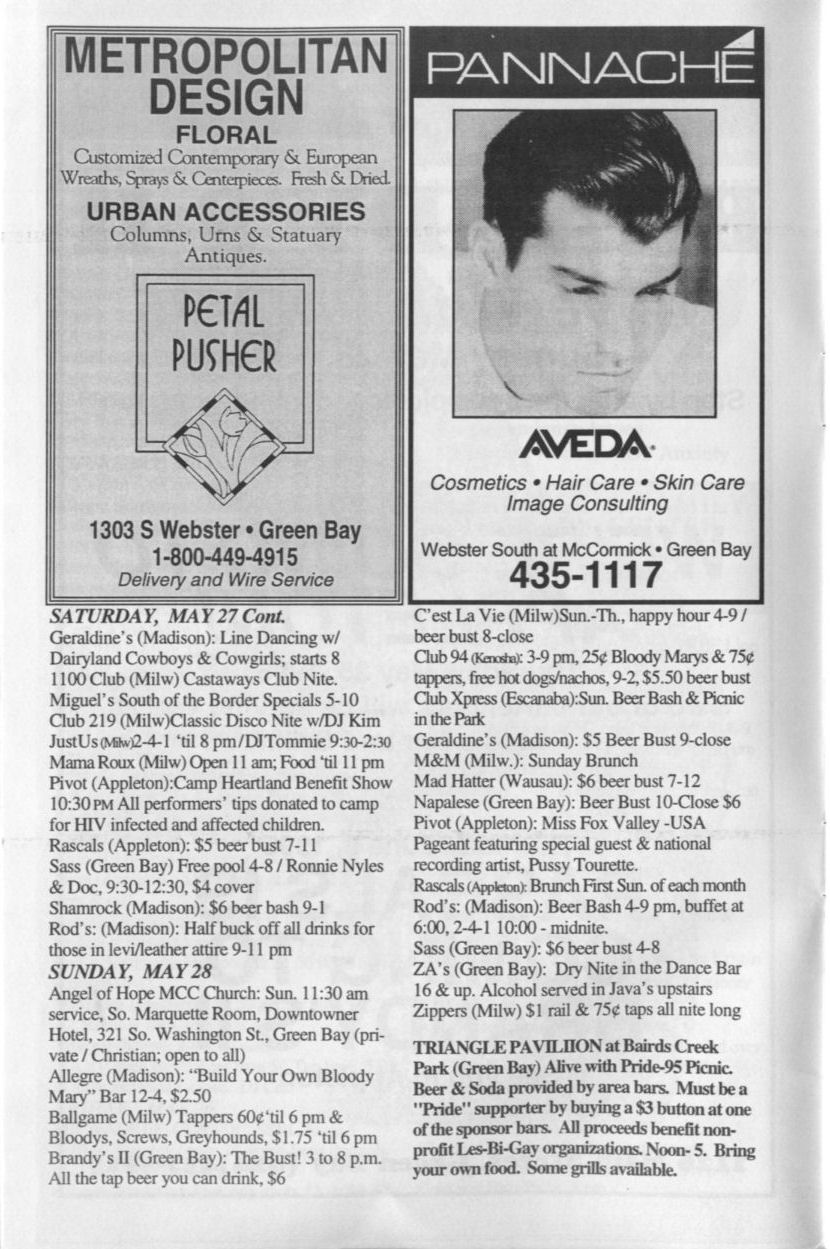 METROPOLITAN
DESIGN
FLORAL
Customized Contemporary & European
Wreaths, Sprays & Centerpieces. Fresh & Dried.
URBAN ACCESSORIES
Columns, Urns & Statuary
Antiques.
PETAL
PUSHER
1303 S Webster • Green Bay
1-800-449-4915
Delivery and Wire Service
PANNACHÉ
AVEDA
Cosmetics • Hair Care • Skin Care
Image Consulting
Webster South at McCormick • Green Bay
435-1117
SATURDAY, MAY 27 Cont.
Geraldine's (Madison): Line Dancing w/
Dairyland Cowboys & Cowgirls; starts 8
1100 Club (Milw) Castaways Club Nite.
Miguel's South of the Border Specials 5-10
Club 219 (Milw)Classic Disco Nite w/DJ Kim
JustUs (Milw)2-4-1 'til 8 pm/DJ Tommie 9:30-2:30
Mama Roux (Milw) Open 11 am; Food 'til 11 pm
Pivot (Appleton):Camp Heartland Benefit Show
10:30 PM All performers' tips donated to camp
for HIV infected and affected children.
Rascals (Appleton): $5 beer bust 7-11
Sass (Green Bay) Free pool 4-8 / Ronnie Nyles
& Doc, 9:30-12:30, $4 cover
Shamrock (Madison): $6 beer bash 9-1
Rod's: (Madison): Half buck off all drinks for
those in levi/leather attire 9-11 pm
SUNDAY, MAY 28
Angel of Hope MCC Church: Sun. 11:30 am
service, So. Marquette Room, Downtowner
Hotel, 321 So. Washington St., Green Bay (pri-
vate / Christian; open to all)
Allegre (Madison): "Build Your Own Bloody
Mary" Bar 12-4, $2.50
Ballgame (Milw) Tappers 60¢ 'til 6 pm &
Bloodys, Screws, Greyhounds, $1.75 'til 6 pm
Brandy's II (Green Bay): The Bust! 3 to 8 p.m.
All the tap beer you can drink, $6
C'est La Vie (Milw)Sun.-Th., happy hour 4-9 /
beer bust 8-close
Club 94 (Kenosha): 3-9 pm, 25¢ Bloody Marys & 75¢
tappers, free hot dogs/nachos, 9-2, $5.50 beer bust
Club Xpress (Escanaba):Sun. Beer Bash & Picnic
in the Park
Geraldine's (Madison): $5 Beer Bust 9-close
M&M (Milw.): Sunday Brunch
Mad Hatter (Wausau): $6 beer bust 7-12
Napalese (Green Bay): Beer Bust 10-Close $6
Pivot (Appleton): Miss Fox Valley -USA
Pageant featuring special guest & national
recording artist, Pussy Tourette.
Rascals (Appleton): Brunch First Sun. of each month
Rod's: (Madison): Beer Bash 4-9 pm, buffet at
6:00, 2-4-1 10:00 - midnite.
Sass (Green Bay): $6 beer bust 4-8
ZA's (Green Bay): Dry Nite in the Dance Bar
16 & up. Alcohol served in Java's upstairs
Zippers (Milw) $1 rail & 75¢ taps all nite long
TRIANGLE PAVILIION at Bairds Creek
Park (Green Bay) Alive with Pride-95 Picnic.
Beer & Soda provided by area bars. Must be a
"Pride" supporter by buying a $3 button at one
of the sponsor bars. All proceeds benefit non-
profit Les-Bi-Gay organizations. Noon- 5. Bring
your own food. Some grills available.